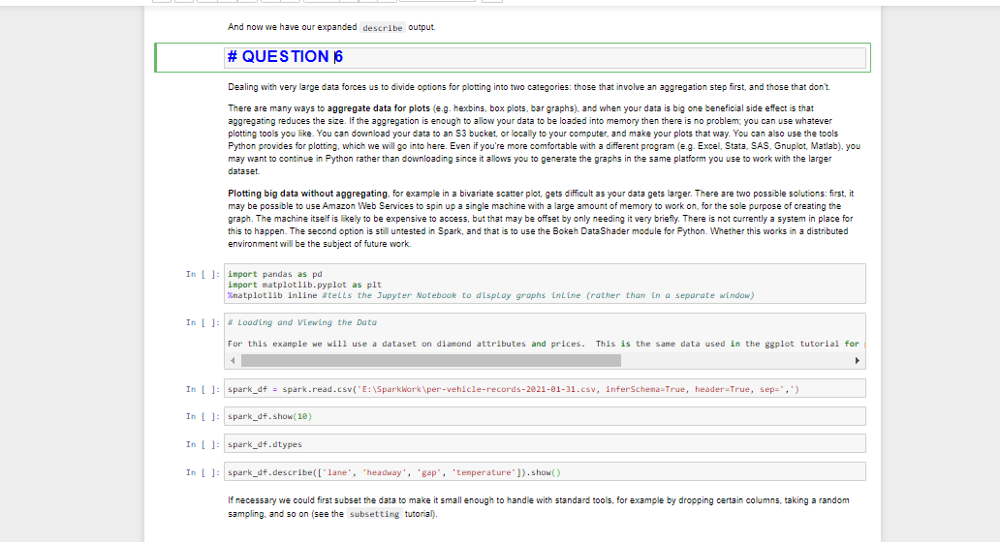 And now we have our expanded describe output.
# QUESTION 6
Dealing with very large data forces us to divide options for plotting into two categories: those that involve an aggregation step first, and those that don't.
There are many ways to aggregate data for plots (e.g. hexbins, box plots, bar graphs), and when your data is big one beneficial side effect is that
aggregating reduces the size. If the aggregation is enough to allow your data to be loaded into memory then there is no problem; you can use whatever
plotting tools you like. You can download your data to an S3 bucket, or locally to your computer, and make your plots that way. You can also use the tools
Python provides for plotting, which we will go into here. Even if you're more comfortable with a different program (e.g. Excel, Stata, SAS, Gnuplot, Matlab), you
may want to continue in Python rather than downloading since it allows you to generate the graphs in the same platform you use to work with the larger
dataset.
Plotting big data without aggregating, for example in a bivariate scatter plot, gets difficult as your data gets larger. There are two possible solutions: first, it
may be possible to use Amazon Web Services to spin up a single machine with a large amount of memory to work on, for the sole purpose of creating the
graph. The machine itself is likely to be expensive to access, but that may be offset by only needing it very briefly. There is not currently a system in place for
this to happen. The second option is still untested in Spark, and that is to use the Bokeh DataShader module for Python. Whether this works in a distributed
environment will be the subject of future work.
In [ ]: import pandas as pd
import matplotlib.pyplot as plt
%matplotlib inline #tells the Jupyter Notebook to display graphs inline (rather than in a separate window)
In [ ]: # Loading and Viewing the Data
For this example we will use a dataset on diamond attributes and prices.  This is the same data used in the ggplot tutorial for
In [ ]: spark_df = spark.read.csv('E:\SparkWork\per-vehicle-records-2021-01-31.csv, inferSchema=True, header=True, sep=',')
In [ ]: spark_df.show(10)
In [ ]: spark_df.dtypes
In [ ]: spark_df.describe(['lane', 'headway', 'gap', 'temperature']).show()
If necessary we could first subset the data to make it small enough to handle with standard tools, for example by dropping certain columns, taking a random
sampling, and so on (see the subsetting tutorial).